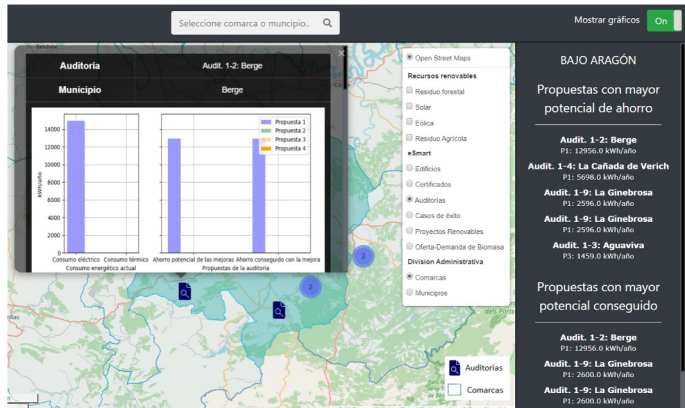 Seleccione comarca o muncipio..
Mostrar gráficos
On
Auditoría
Audit. 1-2: Berge
Municipio
Berge
Propuesta 1
Propuesta 2
Propuesta 3
Propuesta 4
kWh/año
14000
12000
10000
8000
6000
4000
2000
0
Consumo eléctrico Consumo térmico
Consumo energético actual
Ahorro potencial de las mejoras Ahorro conseguido con la mejora
Propuestas de la auditoría
2
2
Open Street Maps
Recursos renovables
Residuo forestal
Solar
Eólica
Residuo Agrícola
eSmart
Edificios
Certificados
Auditorías
Casos de éxito
Proyectos Renovables
Oferta-Demanda de Biomasa
División Administrativa
Comarcas
Municipios
Auditorías
Comarcas
BAJO ARAGÓN
Propuestas con mayor
potencial de ahorro
Audit. 1-2: Berge
P1: 12956.0 kWh/año
Audit. 1-4: La Cañada de Verich
P1: 5698.0 kWh/año
Audit. 1-9: La Ginebrosa
P1: 2596.0 kWh/año
Audit. 1-9: La Ginebrosa
P1: 2596.0 kWh/año
Audit. 1-3: Aguaviva
P3: 1459.0 kWh/año
Propuestas con mayor
potencial conseguido
Audit. 1-2: Berge
P1: 12956.0 kWh/año
Audit. 1-9: La Ginebrosa
P1: 2600.0 kWh/año
Audit. 1-9: La Ginebrosa
P1: 2600.0 kWh/año